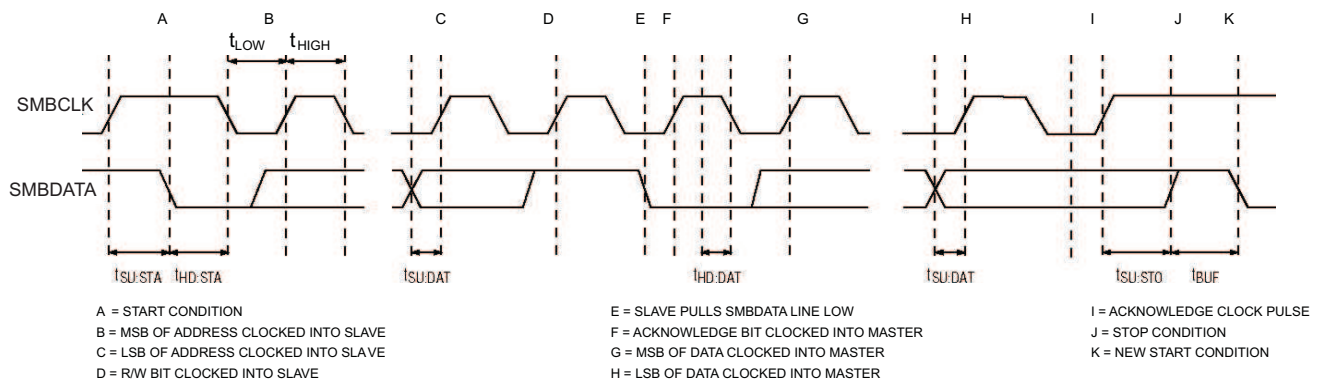 A B C D E F G H I J K
tLOW tHIGH
SMBCLK
SMBDATA
tSU:STA tHD:STA tSU:DAT tHD:DAT tSU:DAT tSU:STO tBUF
A = START CONDITION
B = MSB OF ADDRESS CLOCKED INTO SLAVE
C = LSB OF ADDRESS CLOCKED INTO SLAVE
D = R/W BIT CLOCKED INTO SLAVE
E = SLAVE PULLS SMBDATA LINE LOW
F = ACKNOWLEDGE BIT CLOCKED INTO MASTER
G = MSB OF DATA CLOCKED INTO MASTER
H = LSB OF DATA CLOCKED INTO MASTER
I = ACKNOWLEDGE CLOCK PULSE
J = STOP CONDITION
K = NEW START CONDITION